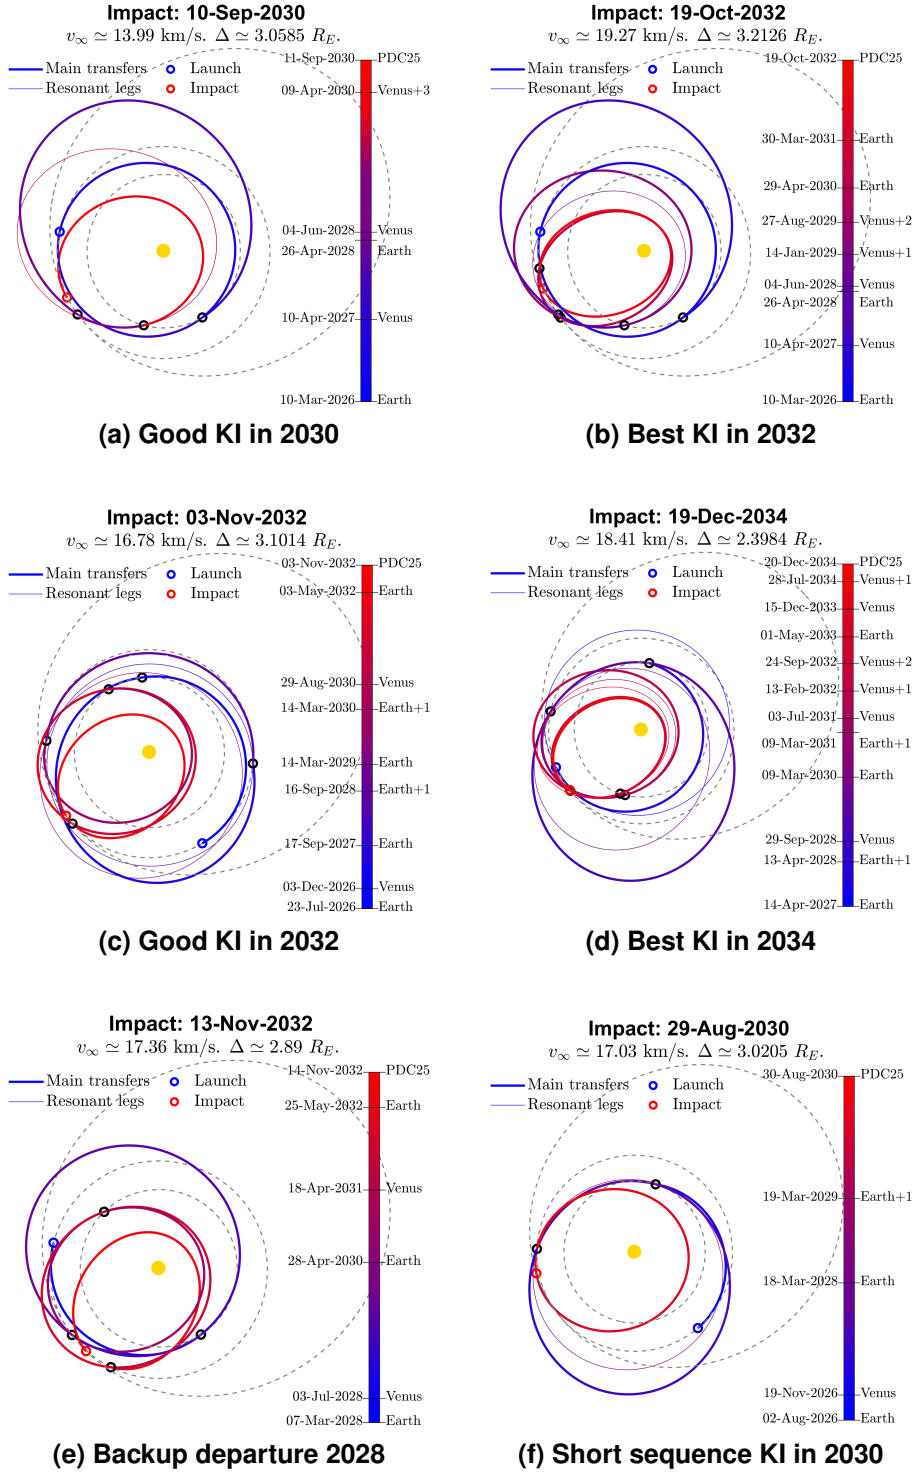 Impact: 10-Sep-2030
v∞ ≃ 13.99 km/s. Δ ≃ 3.0585 R_E.
Main transfers
Launch
Resonant legs
Impact
11-Sep-2030 PDC25
09-Apr-2030 Venus+3
04-Jun-2028 Venus
26-Apr-2028 Earth
10-Apr-2027 Venus
10-Mar-2026 Earth
(a) Good KI in 2030
Impact: 19-Oct-2032
v∞ ≃ 19.27 km/s. Δ ≃ 3.2126 R_E.
Main transfers
Launch
Resonant legs
Impact
19-Oct-2032 PDC25
30-Mar-2031 Earth
29-Apr-2030 Earth
27-Aug-2029 Venus+2
14-Jan-2029 Venus+1
04-Jun-2028 Venus
26-Apr-2028 Earth
10-Apr-2027 Venus
10-Mar-2026 Earth
(b) Best KI in 2032
Impact: 03-Nov-2032
v∞ ≃ 16.78 km/s. Δ ≃ 3.1014 R_E.
Main transfers
Launch
Resonant legs
Impact
03-Nov-2032 PDC25
03-May-2032 Earth
29-Aug-2030 Venus
14-Mar-2030 Earth+1
14-Mar-2029 Earth
16-Sep-2028 Earth+1
17-Sep-2027 Earth
03-Dec-2026 Venus
23-Jul-2026 Earth
(c) Good KI in 2032
Impact: 19-Dec-2034
v∞ ≃ 18.41 km/s. Δ ≃ 2.3984 R_E.
Main transfers
Launch
Resonant legs
Impact
20-Dec-2034 PDC25
28-Jul-2034 Venus+1
15-Dec-2033 Venus
01-May-2033 Earth
24-Sep-2032 Venus+2
13-Feb-2032 Venus+1
03-Jul-2031 Venus
09-Mar-2031 Earth+1
09-Mar-2030 Earth
29-Sep-2028 Venus
13-Apr-2028 Earth+1
14-Apr-2027 Earth
(d) Best KI in 2034
Impact: 13-Nov-2032
v∞ ≃ 17.36 km/s. Δ ≃ 2.89 R_E.
Main transfers
Launch
Resonant legs
Impact
14-Nov-2032 PDC25
25-May-2032 Earth
18-Apr-2031 Venus
28-Apr-2030 Earth
03-Jul-2028 Venus
07-Mar-2028 Earth
(e) Backup departure 2028
Impact: 29-Aug-2030
v∞ ≃ 17.03 km/s. Δ ≃ 3.0205 R_E.
Main transfers
Launch
Resonant legs
Impact
30-Aug-2030 PDC25
19-Mar-2029 Earth+1
18-Mar-2028 Earth
19-Nov-2026 Venus
02-Aug-2026 Earth
(f) Short sequence KI in 2030